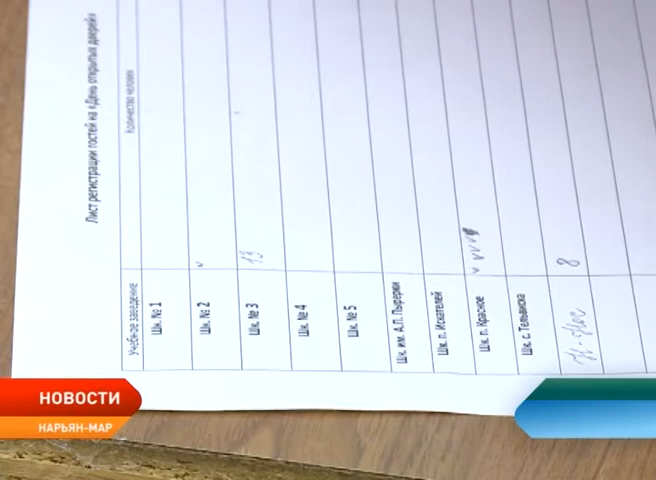 Лист регистрации гостей на «День открытых дверей»
Учебное заведение
Количество человек
Шк. № 1
Шк. № 2
Шк. № 3 13
Шк. № 4
Шк. № 5
Шк. им. А.П. Пырерки
Шк. п. Искателей
Шк. п. Красное
Шк. с. Тельвиска
8
НОВОСТИ
НАРЬЯН-МАР